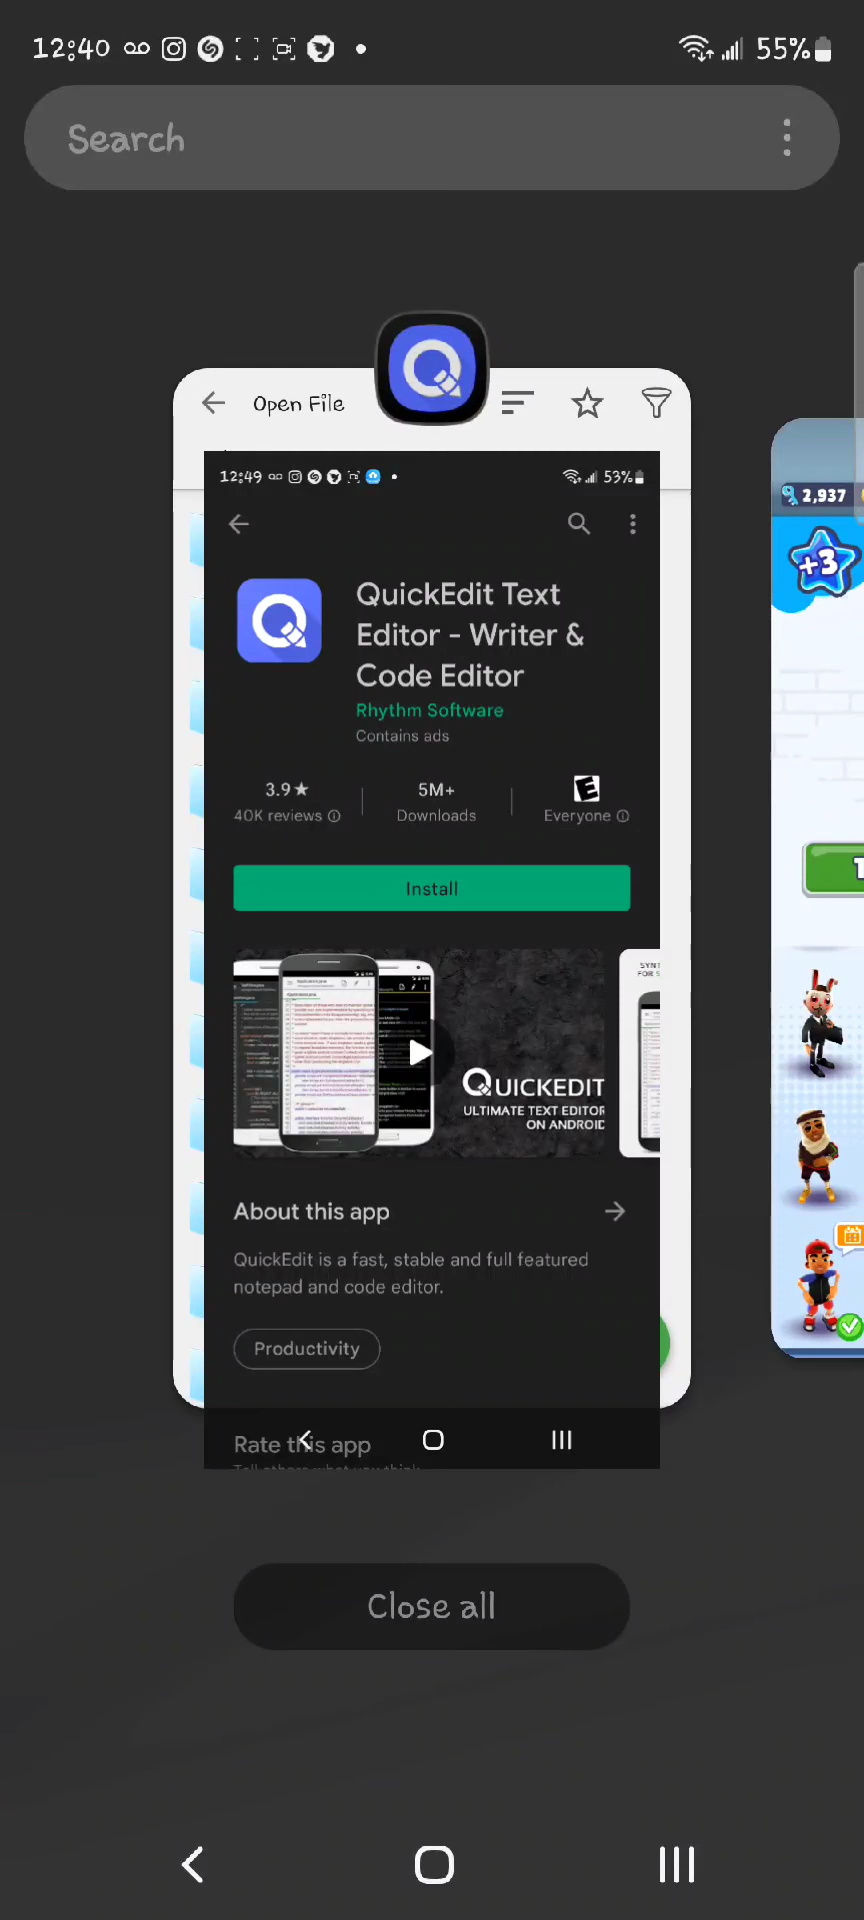 12:40
55%
Search
Open File
12:49
53%
QuickEdit Text
Editor - Writer &
Code Editor
Rhythm Software
Contains ads
3.9★
40K reviews
5M+
Downloads
E
Everyone
Install
QUICKEDIT
ULTIMATE TEXT EDITOR
ON ANDROID
About this app
QuickEdit is a fast, stable and full featured
notepad and code editor.
Productivity
Rate this app
2,937
+3
Close all